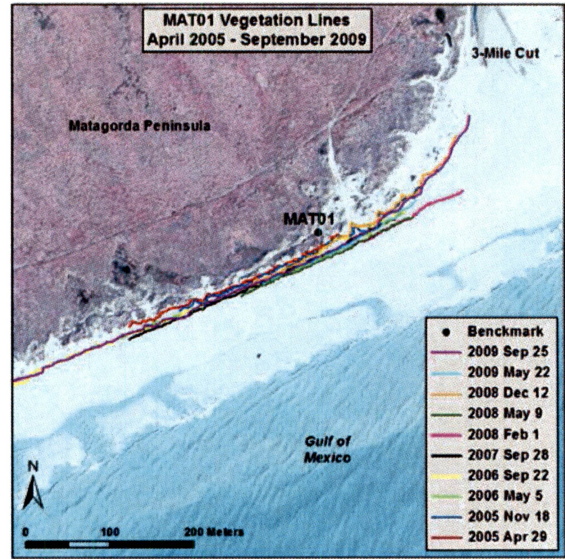 MAT01 Vegetation Lines
April 2005 - September 2009
3-Mile Cut
Matagorda Peninsula
MAT01
Benckmark
2009 Sep 25
2009 May 22
2008 Dec 12
2008 May 9
2008 Feb 1
2007 Sep 28
2006 Sep 22
2006 May 5
2005 Nov 18
2005 Apr 29
Gulf of
Mexico
N
0 100 200 Meters